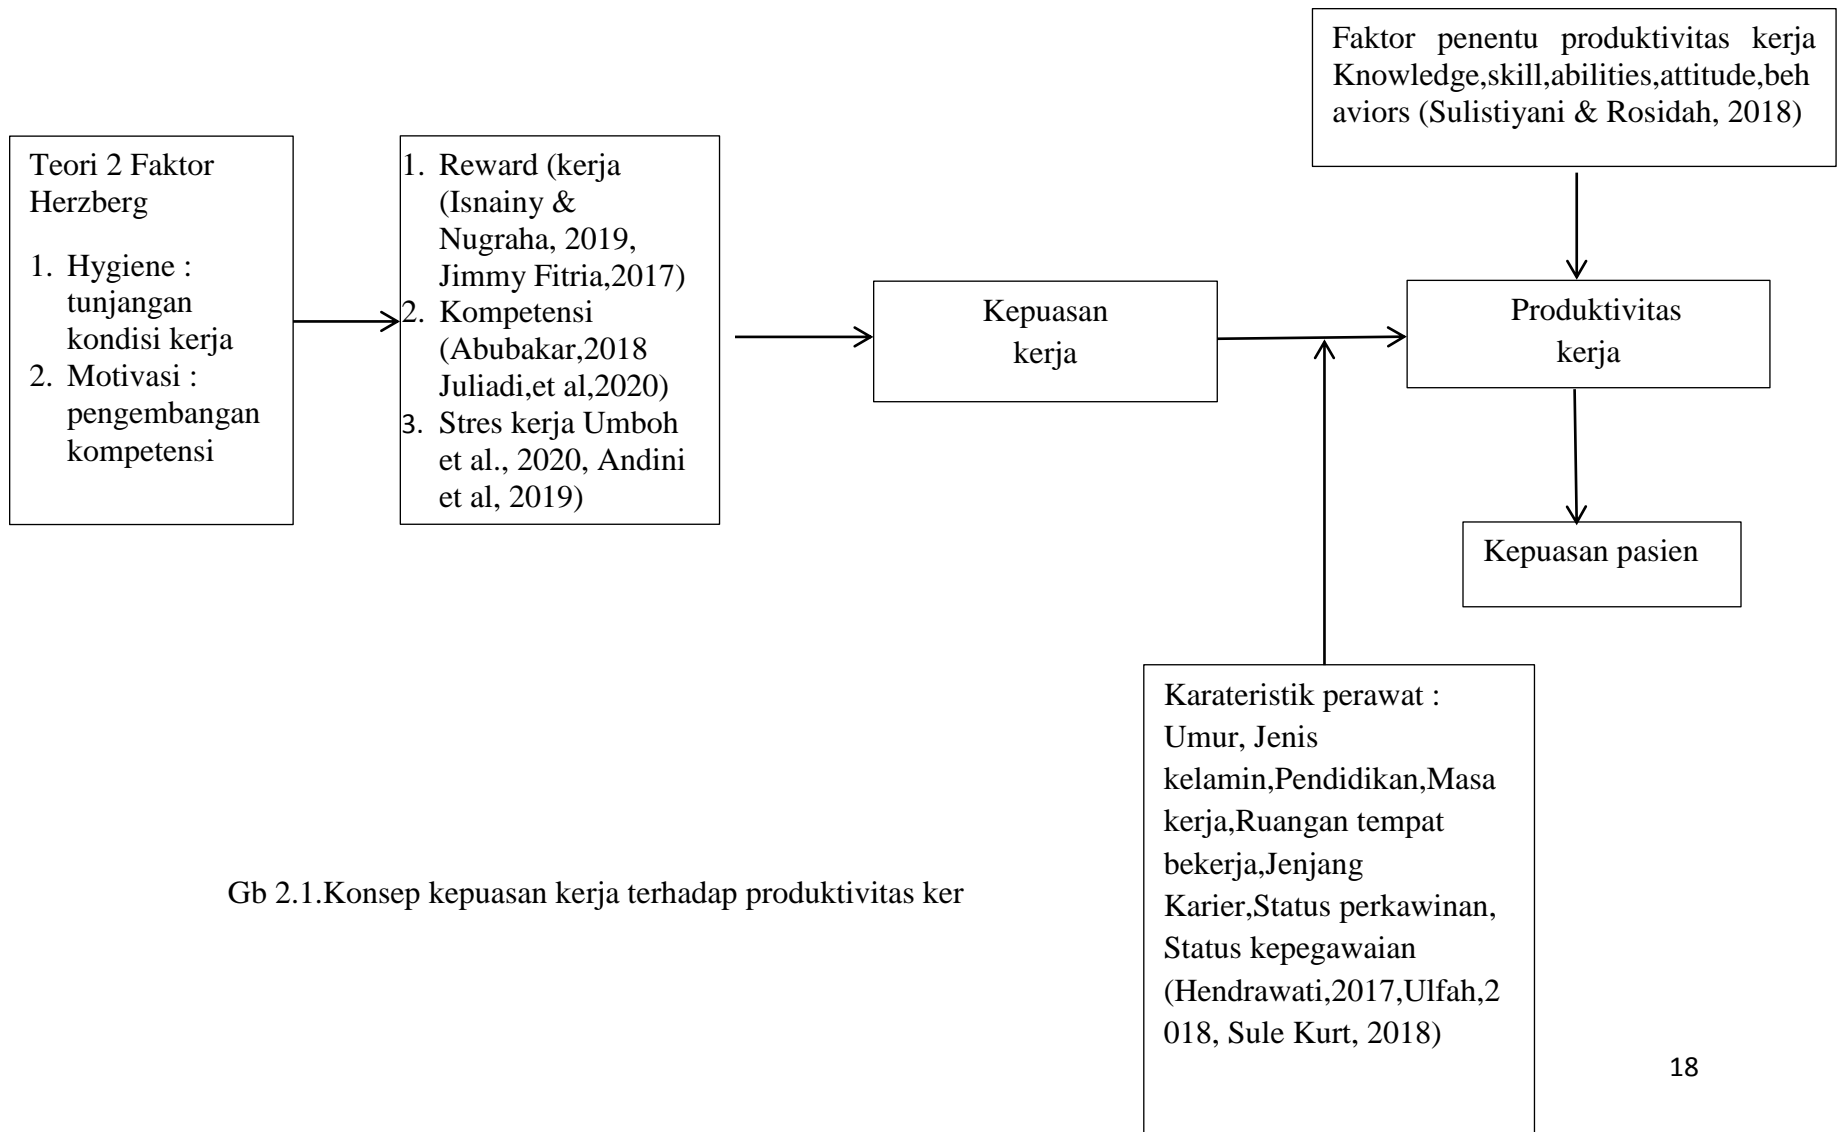 Faktor penentu produktivitas kerja
Knowledge,skill,abilities,attitude,beh
aviors (Sulistiyani & Rosidah, 2018)
Teori 2 Faktor
Herzberg
1. Hygiene :
tunjangan
kondisi kerja
2. Motivasi :
pengembangan
kompetensi
1. Reward (kerja
(Isnainy &
Nugraha, 2019,
Jimmy Fitria,2017)
2. Kompetensi
(Abubakar,2018
Juliadi,et al,2020)
3. Stres kerja Umboh
et al., 2020, Andini
et al, 2019)
Kepuasan
kerja
Produktivitas
kerja
Kepuasan pasien
Karateristik perawat :
Umur, Jenis
kelamin,Pendidikan,Masa
kerja,Ruangan tempat
bekerja,Jenjang
Karier,Status perkawinan,
Status kepegawaian
(Hendrawati,2017,Ulfah,2
018, Sule Kurt, 2018)
Gb 2.1.Konsep kepuasan kerja terhadap produktivitas ker
18